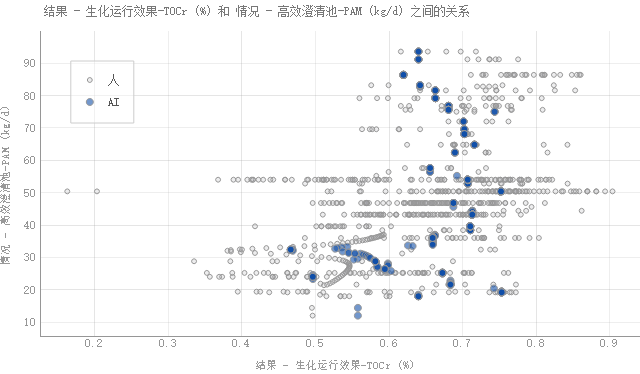 结果 - 生化运行效果-TOCr (%) 和 情况 - 高效澄清池-PAM (kg/d) 之间的关系
人
AI
情况 - 高效澄清池-PAM (kg/d)
90
80
70
60
50
40
30
20
10
0.2 0.3 0.4 0.5 0.6 0.7 0.8 0.9
结果 - 生化运行效果-TOCr (%)